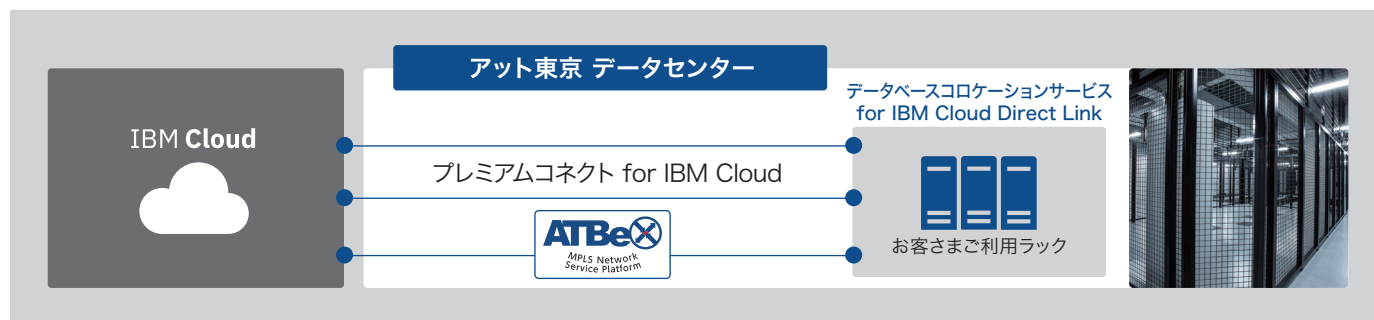 アット東京 データセンター
データベースコロケーションサービス
for IBM Cloud Direct Link
IBM Cloud
プレミアムコネクト for IBM Cloud
ATBeX
MPLS Network
Service Platform
お客さまご利用ラック